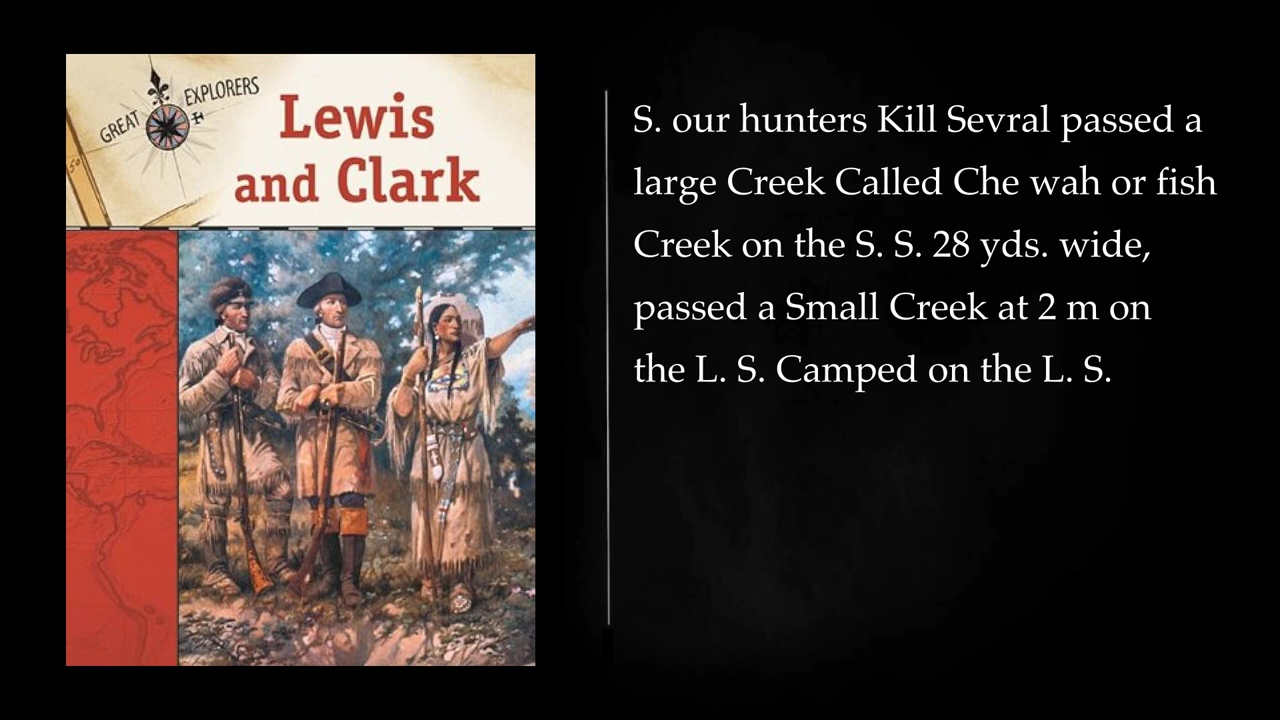 GREAT EXPLORERS
Lewis
and Clark
50
S. our hunters Kill Sevral passed a
large Creek Called Che wah or fish
Creek on the S. S. 28 yds. wide,
passed a Small Creek at 2 m on
the L. S. Camped on the L. S.